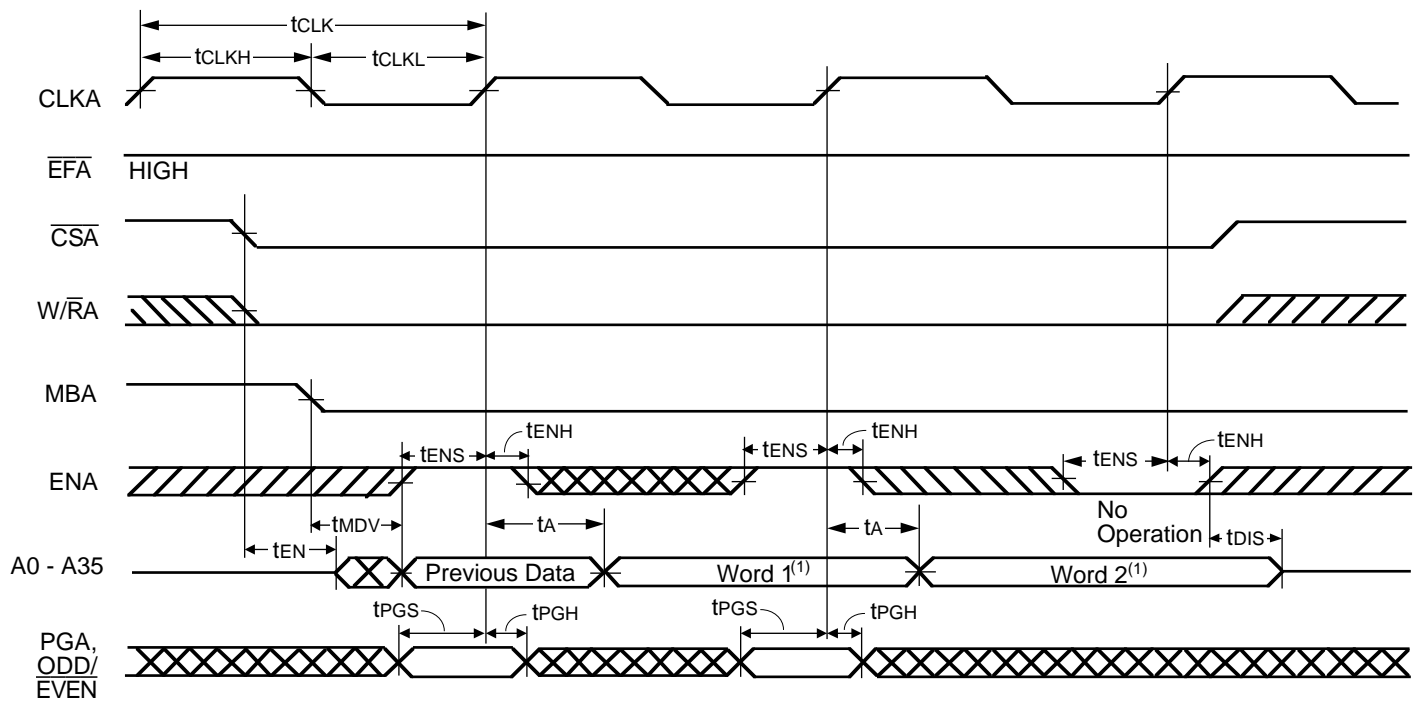 tCLK
tCLKH
tCLKL
CLKA
EFA
HIGH
CSA
W/RA
MBA
tENS
tENH
tENS
tENH
tENS
tENH
ENA
tMDV
tA
tA
No
Operation
tEN
tDIS
A0 - A35
Previous Data
Word 1(1)
Word 2(1)
tPGS
tPGH
tPGS
tPGH
PGA,
ODD/
EVEN